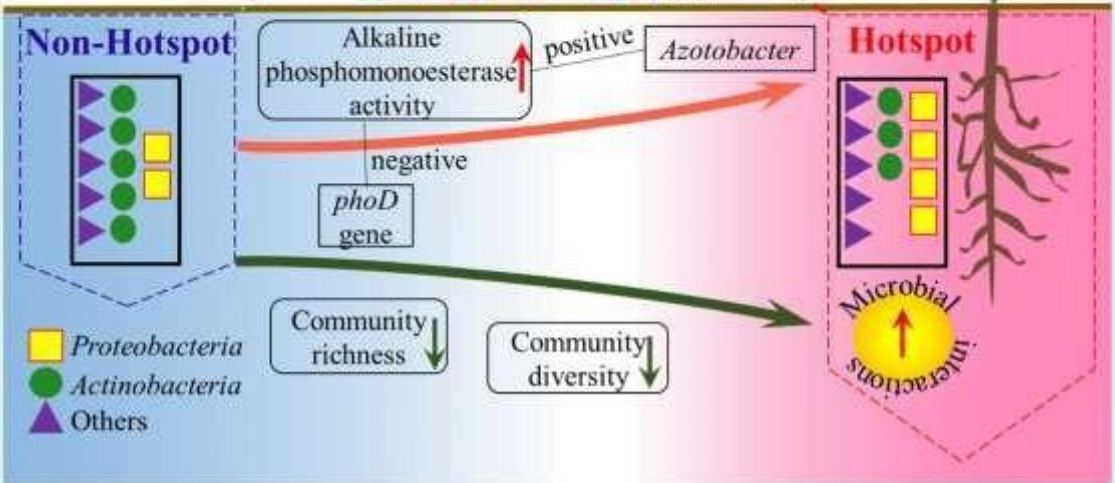 Non-Hotspot
Alkaline
phosphomonoesterase
activity
positive
Azotobacter
Hotspot
negative
phoD
gene
Microbial
interactions
Community
richness
Community
diversity
Proteobacteria
Actinobacteria
Others